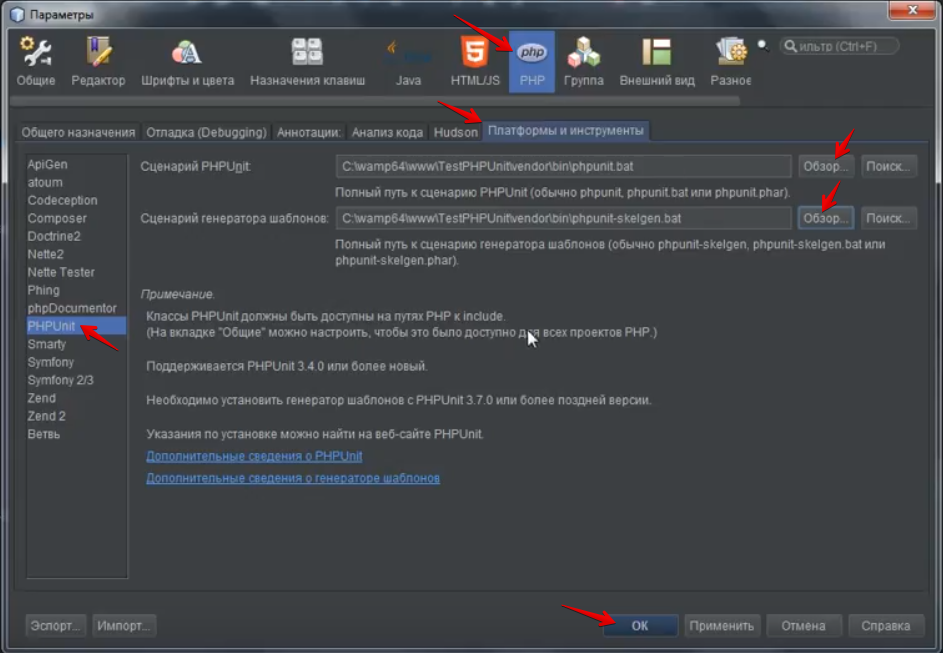 Параметры
Общие Редактор Шрифты и цвета Назначения клавиш Java HTML/JS PHP Группа Внешний вид Разное ильтр (Ctrl+F)
Общего назначения Отладка (Debugging) Аннотации: Анализ кода Hudson Платформы и инструменты
ApiGen
atoum
Codeception
Composer
Doctrine2
Nette2
Nette Tester
Phing
phpDocumentor
PHPUnit
Smarty
Symfony
Symfony 2/3
Zend
Zend 2
Ветвь
Сценарий PHPUnit: C:\wamp64\www\TestPHPUnit\vendor\bin\phpunit.bat Обзор... Поиск...
Полный путь к сценарию PHPUnit (обычно phpunit, phpunit.bat или phpunit.phar).
Сценарий генератора шаблонов: C:\wamp64\www\TestPHPUnit\vendor\bin\phpunit-skelgen.bat Обзор... Поиск...
Полный путь к сценарию генератора шаблонов (обычно phpunit-skelgen, phpunit-skelgen.bat или
phpunit-skelgen.phar).
Примечание.
Классы PHPUnit должны быть доступны на путях PHP к include.
(На вкладке "Общие" можно настроить, чтобы это было доступно для всех проектов PHP.)
Поддерживается PHPUnit 3.4.0 или более новый.
Необходимо установить генератор шаблонов с PHPUnit 3.7.0 или более поздней версии.
Указания по установке можно найти на веб-сайте PHPUnit.
Дополнительные сведения о PHPUnit
Дополнительные сведения о генераторе шаблонов
Эспорт... Импорт... ОК Применить Отмена Справка